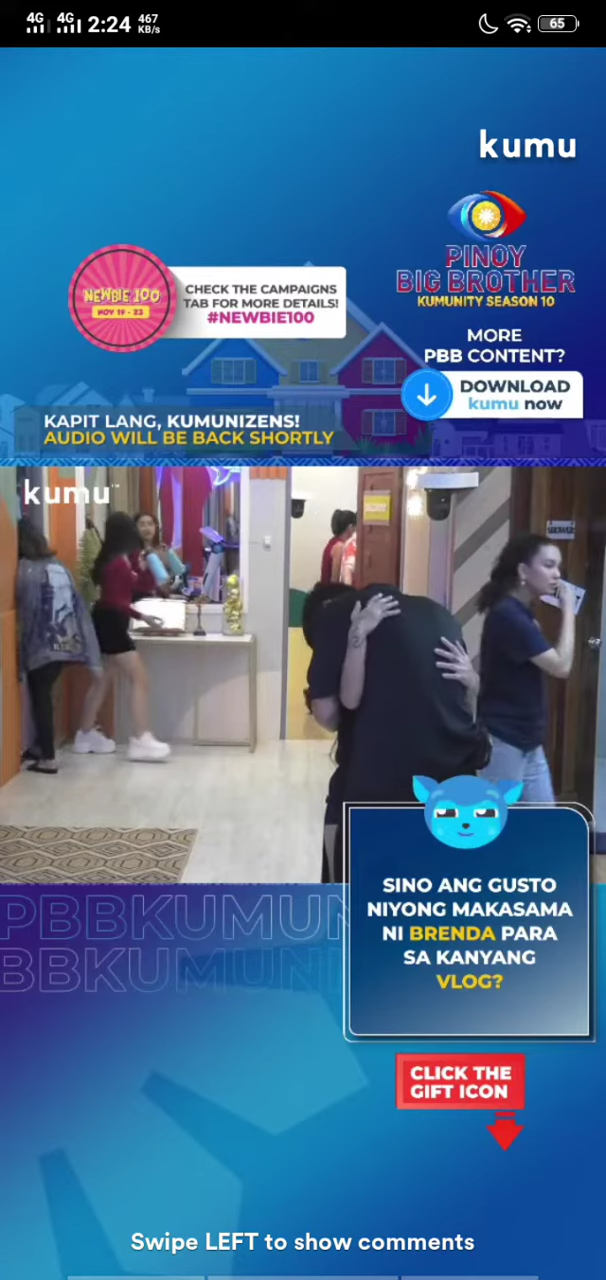 4G 4G 2:24 467 KB/s 65
kumu
NEWBIE 100
NOV 19 - 23
CHECK THE CAMPAIGNS
TAB FOR MORE DETAILS!
#NEWBIE100
PINOY
BIG BROTHER
KUMUNITY SEASON 10
MORE
PBB CONTENT?
DOWNLOAD
kumu now
KAPIT LANG, KUMUNIZENS!
AUDIO WILL BE BACK SHORTLY
kumu™
PBBKUMUN
BBKUMUNI
SINO ANG GUSTO
NIYONG MAKASAMA
NI BRENDA PARA
SA KANYANG
VLOG?
CLICK THE
GIFT ICON
Swipe LEFT to show comments